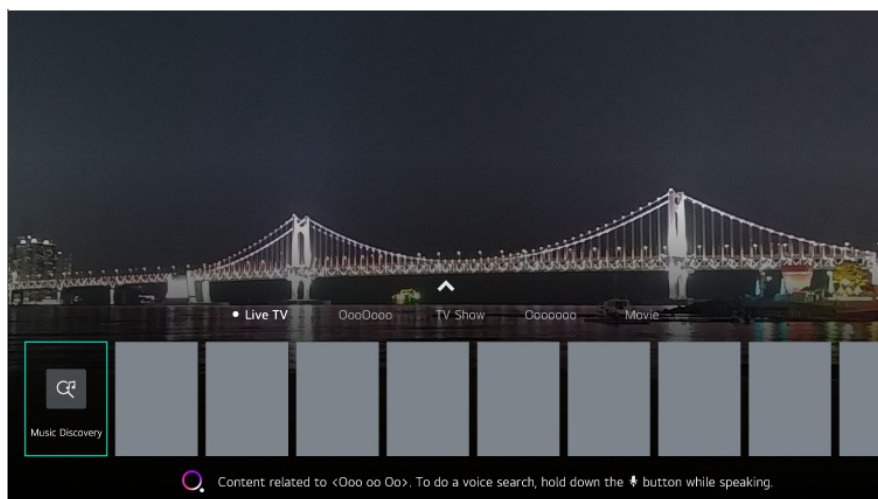 Live TV
OooOooo
TV Show
Ooooooo
Movie
Music Discovery
Content related to <Ooo oo Oo>. To do a voice search, hold down the button while speaking.